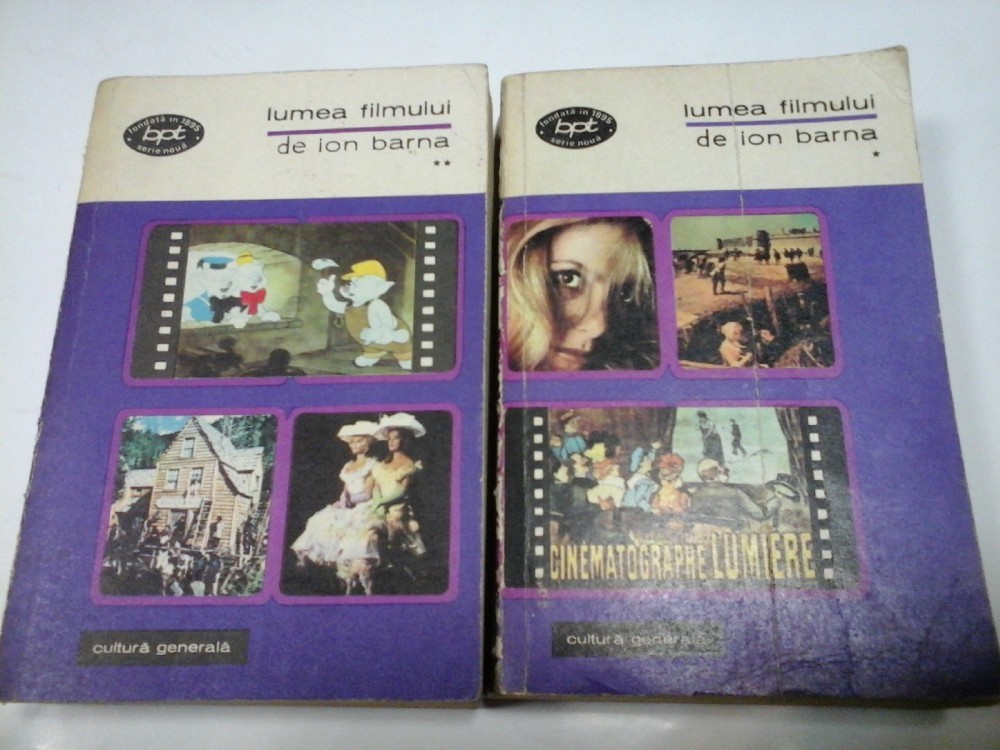 fondată în 1895
bpt
serie nouă
lumea filmului
de ion barna
**
cultură generală
fondată în 1895
bpt
serie nouă
lumea filmului
de ion barna
*
CINEMATOGRAPHE LUMIERE
cultură generală